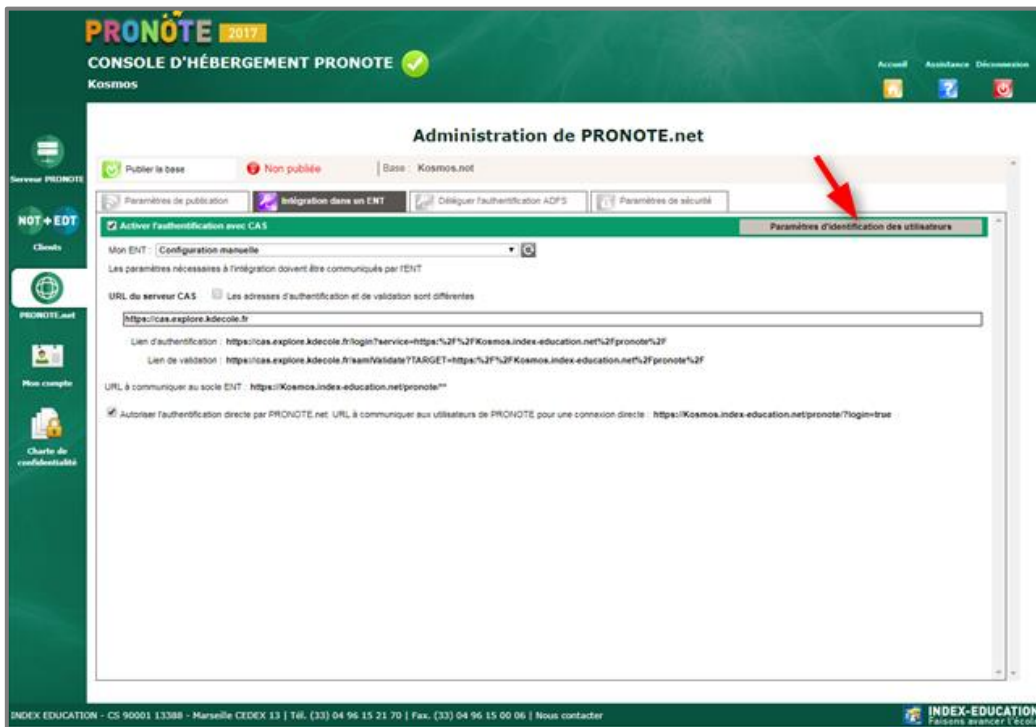 PRONOTE 2017
CONSOLE D'HÉBERGEMENT PRONOTE
Kosmos
Accueil Assistance Déconnexion
Administration de PRONOTE.net
Serveur PRONOTE
Publier la base Non publiée Base : Kosmos.not
Paramètres de publication Intégration dans un ENT Déléguer l'authentification ADFS Paramètres de sécurité
NOT + EDT
Clients
Activer l'authentification avec CAS Paramètres d'identification des utilisateurs
Mon ENT : Configuration manuelle
Les paramètres nécessaires à l'intégration doivent être communiqués par l'ENT
URL du serveur CAS Les adresses d'authentification et de validation sont différentes
PRONOTE.net
https://cas.explore.kdecole.fr
Lien d'authentification : https://cas.explore.kdecole.fr/login?service=https:%2F%2FKosmos.index-education.net%2Fpronote%2F
Lien de validation : https://cas.explore.kdecole.fr/samlValidate?TARGET=https:%2F%2FKosmos.index-education.net%2Fpronote%2F
Mon compte
URL à communiquer au socle ENT : https://Kosmos.index-education.net/pronote/**
Autoriser l'authentification directe par PRONOTE.net. URL à communiquer aux utilisateurs de PRONOTE pour une connexion directe : https://Kosmos.index-education.net/pronote/?login=true
Charte de
confidentialité
INDEX EDUCATION - CS 90001 13388 - Marseille CEDEX 13 | Tél. (33) 04 96 15 21 70 | Fax. (33) 04 96 15 00 06 | Nous contacter
INDEX-EDUCATION
Faisons avancer l'éco